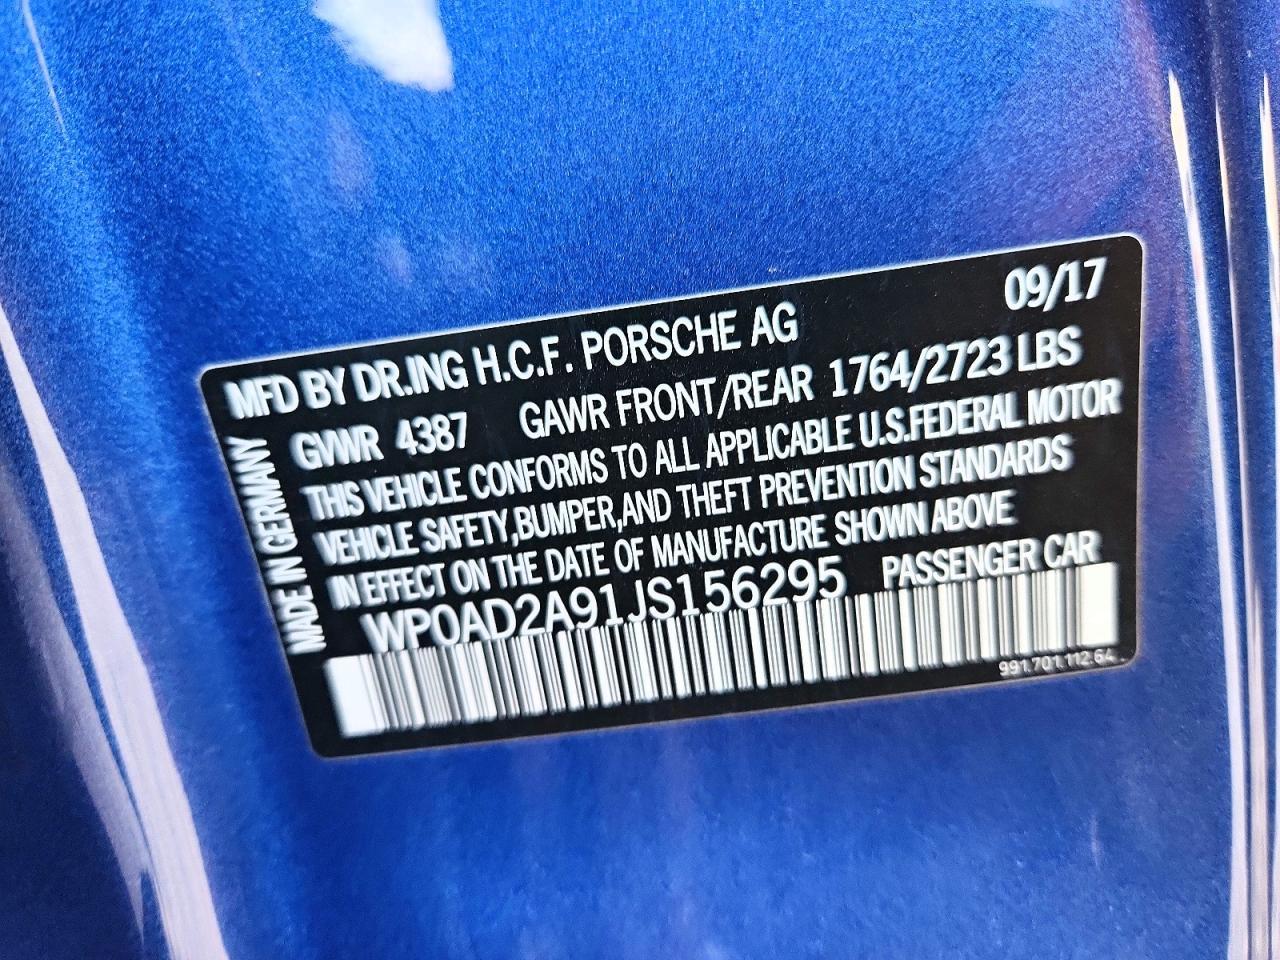 09/17
MFD BY DR.ING H.C.F. PORSCHE AG
GVWR 4387 GAWR FRONT/REAR 1764/2723 LBS
THIS VEHICLE CONFORMS TO ALL APPLICABLE U.S.FEDERAL MOTOR
VEHICLE SAFETY,BUMPER,AND THEFT PREVENTION STANDARDS
IN EFFECT ON THE DATE OF MANUFACTURE SHOWN ABOVE
WP0AD2A91JS156295 PASSENGER CAR
991.701.112.64
MADE IN GERMANY